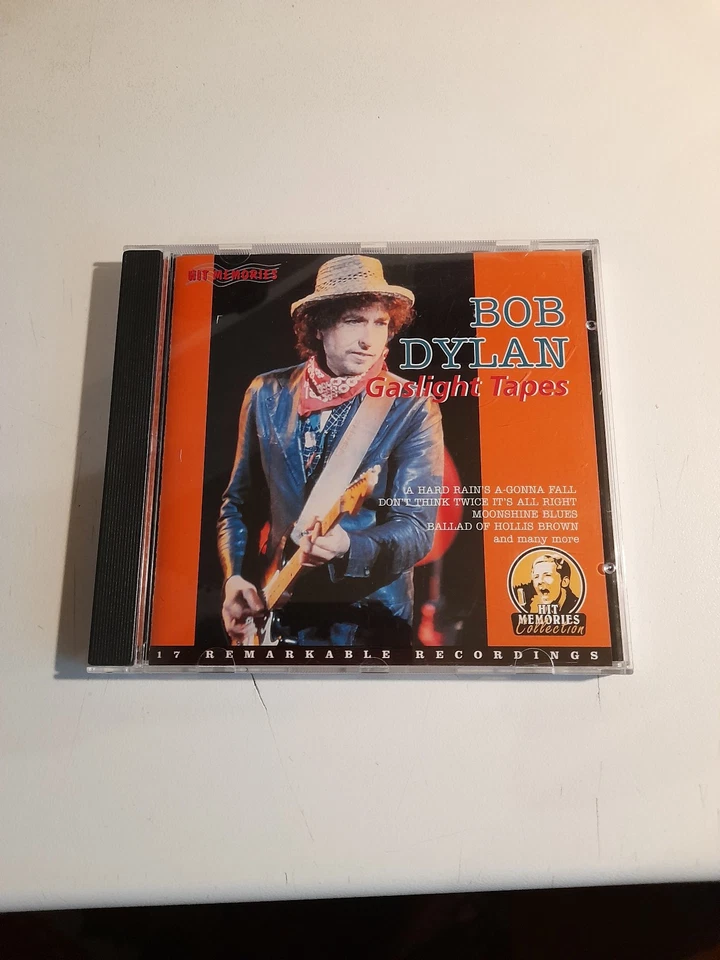 HIT MEMORIES
BOB
DYLAN
Gaslight Tapes
A HARD RAIN'S A-GONNA FALL
DON'T THINK TWICE IT'S ALL RIGHT
MOONSHINE BLUES
BALLAD OF HOLLIS BROWN
and many more
HIT
MEMORIES
Collection
17 REMARKABLE RECORDINGS